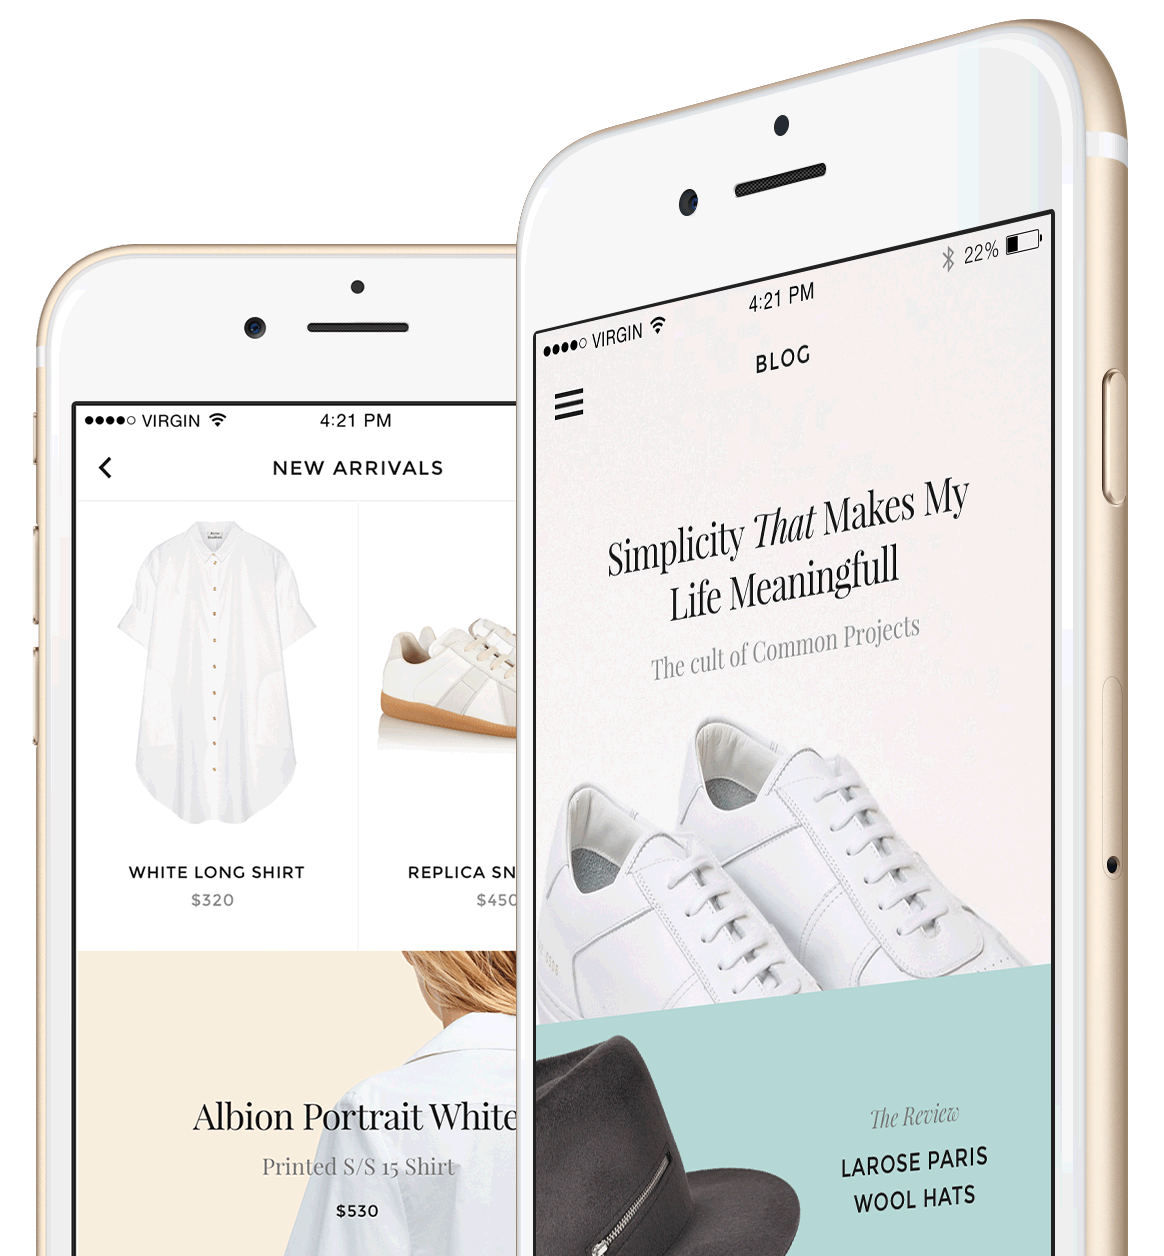 VIRGIN
4:21 PM
NEW ARRIVALS
WHITE LONG SHIRT
$320
REPLICA SN
$450
Albion Portrait White
Printed S/S 15 Shirt
$530
22%
4:21 PM
VIRGIN
BLOG
Simplicity That Makes My
Life Meaningfull
The cult of Common Projects
The Review
LAROSE PARIS
WOOL HATS